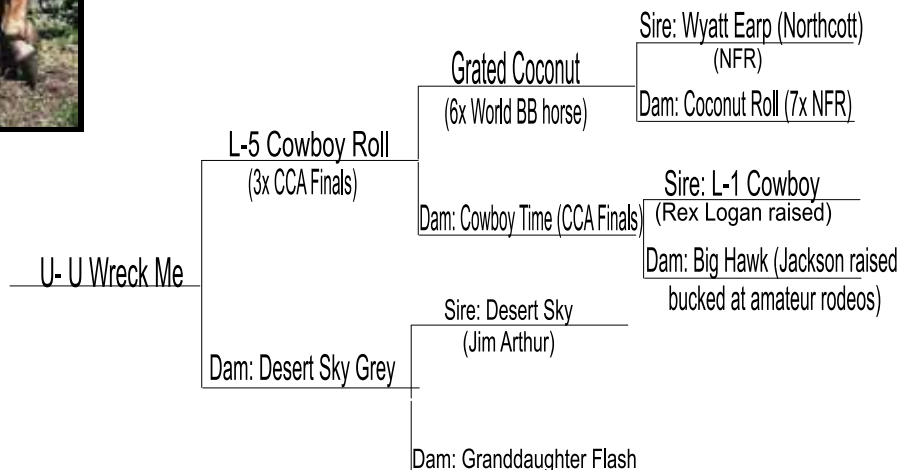 Sire: Wyatt Earp (Northcott)
(NFR)
Grated Coconut
(6x World BB horse)
Dam: Coconut Roll (7x NFR)
L-5 Cowboy Roll
(3x CCA Finals)
Sire: L-1 Cowboy
(Rex Logan raised)
Dam: Cowboy Time (CCA Finals)
Dam: Big Hawk (Jackson raised
bucked at amateur rodeos)
U- U Wreck Me
Sire: Desert Sky
(Jim Arthur)
Dam: Desert Sky Grey
Dam: Granddaughter Flash